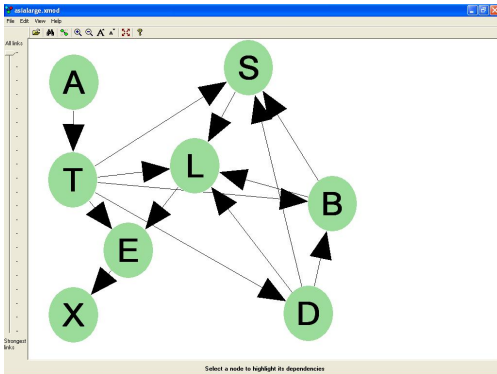 asialarge.xmod
File Edit View Help
All links
A
S
T
L
B
E
X
D
Strongest
links
Select a node to highlight its dependencies